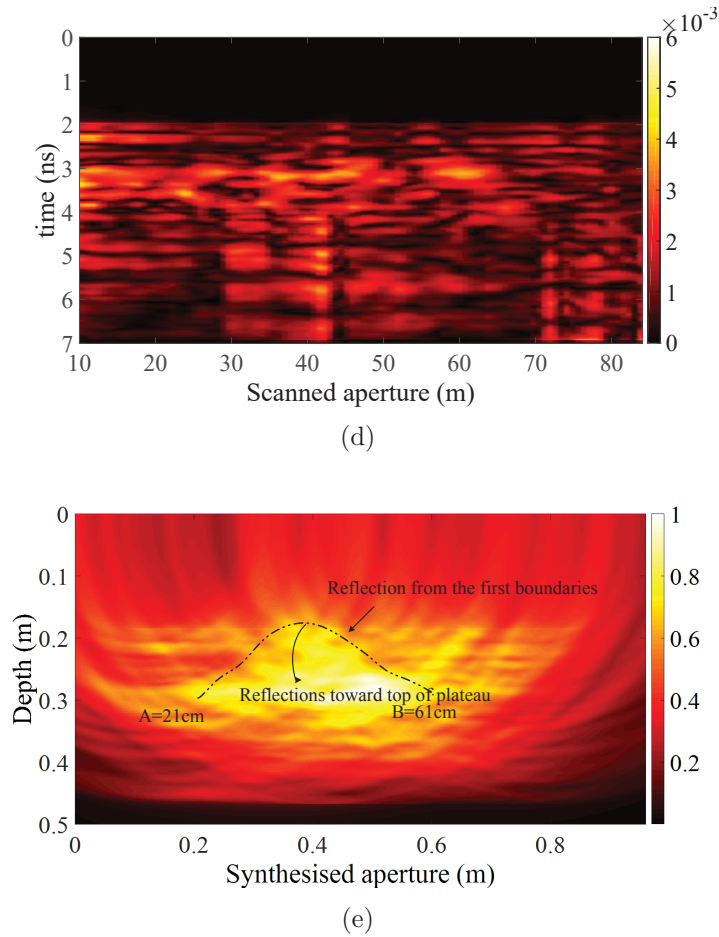 ×10⁻³
0
1
2
3
4
5
6
7
time (ns)
10 20 30 40 50 60 70 80
Scanned aperture (m)
6
5
4
3
2
1
0
(d)
0
0.1
0.2
0.3
0.4
0.5
Depth (m)
Reflection from the first boundaries
Reflections toward top of plateau
A=21cm
B=61cm
0 0.2 0.4 0.6 0.8
Synthesised aperture (m)
1
0.8
0.6
0.4
0.2
(e)